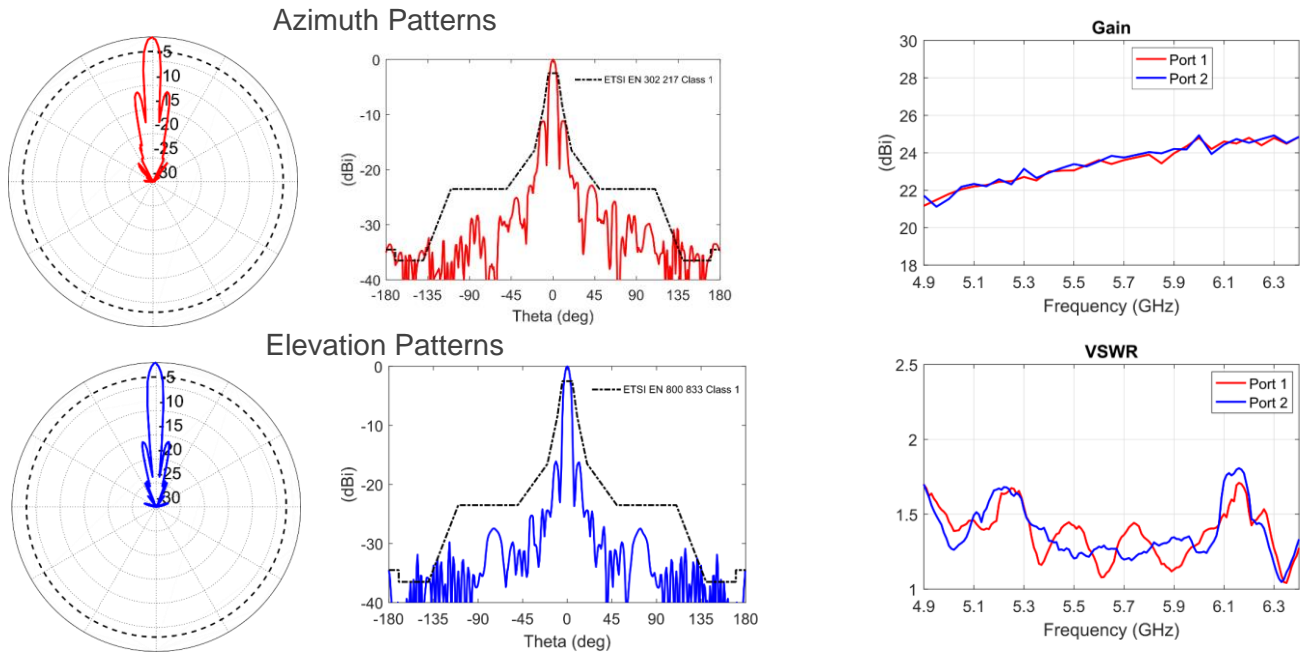 Azimuth Patterns
-5
-10
-15
-20
-25
-30
0
-10
-20
-30
-40
(dBi)
ETSI EN 302 217 Class 1
-180 -135 -90 -45 0 45 90 135 180
Theta (deg)
Gain
30
28
26
24
22
20
18
(dBi)
Port 1
Port 2
4.9 5.1 5.3 5.5 5.7 5.9 6.1 6.3
Frequency (GHz)
Elevation Patterns
-5
-10
-15
-20
-25
-30
0
-10
-20
-30
-40
(dBi)
ETSI EN 800 833 Class 1
-180 -135 -90 -45 0 45 90 135 180
Theta (deg)
VSWR
2.5
2
1.5
1
Port 1
Port 2
4.9 5.1 5.3 5.5 5.7 5.9 6.1 6.3
Frequency (GHz)